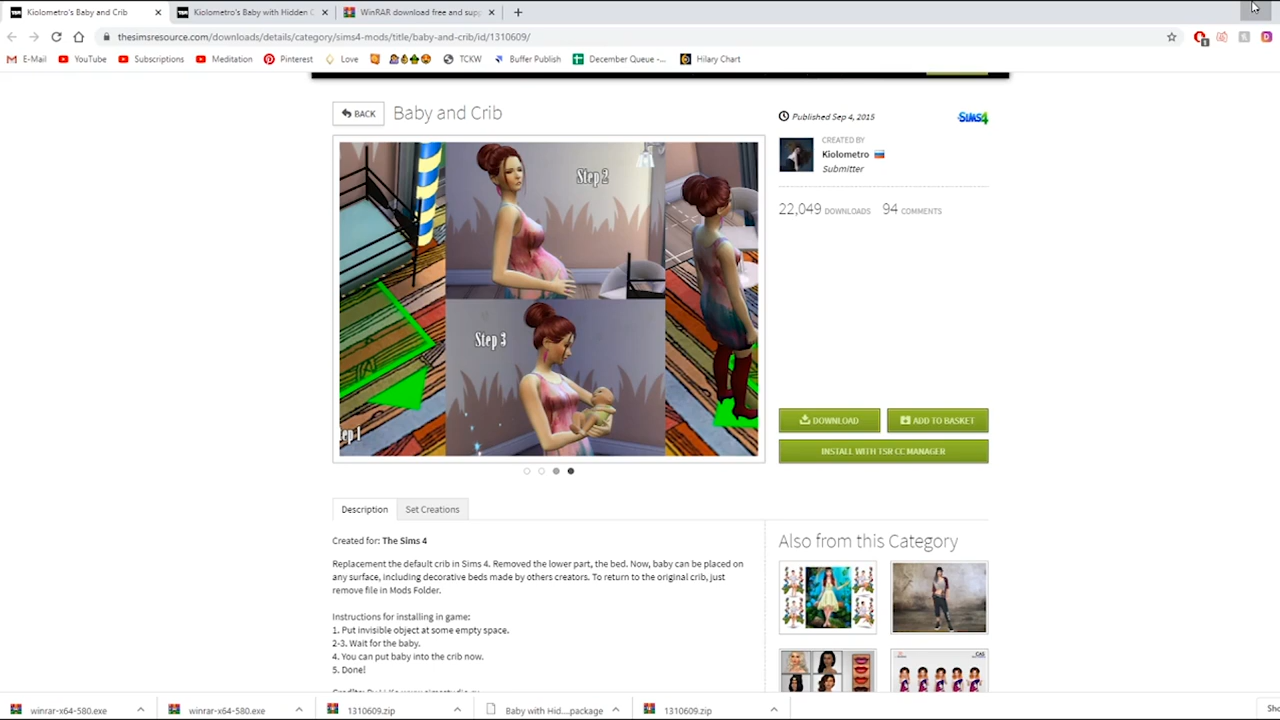 Kiolometro's Baby and Crib
Kiolometro's Baby with Hidden C
WinRAR download free and supp
thesimsresource.com/downloads/details/category/sims4-mods/title/baby-and-crib/id/1310609/
E-Mail YouTube Subscriptions Meditation Pinterest Love TCKW Buffer Publish December Queue -... Hilary Chart
BACK
Baby and Crib
Published Sep 4, 2015
SIMS4
CREATED BY
Kiolometro
Submitter
22,049 DOWNLOADS 94 COMMENTS
Step 2
Step 3
tep 1
DOWNLOAD
ADD TO BASKET
INSTALL WITH TSR CC MANAGER
Description
Set Creations
Created for: The Sims 4
Replacement the default crib in Sims 4. Removed the lower part, the bed. Now, baby can be placed on
any surface, including decorative beds made by others creators. To return to the original crib, just
remove file in Mods Folder.
Instructions for installing in game:
1. Put invisible object at some empty space.
2-3. Wait for the baby.
4. You can put baby into the crib now.
5. Done!
Also from this Category
winrar-x64-580.exe
winrar-x64-580.exe
1310609.zip
Baby with Hid....package
1310609.zip
Sho